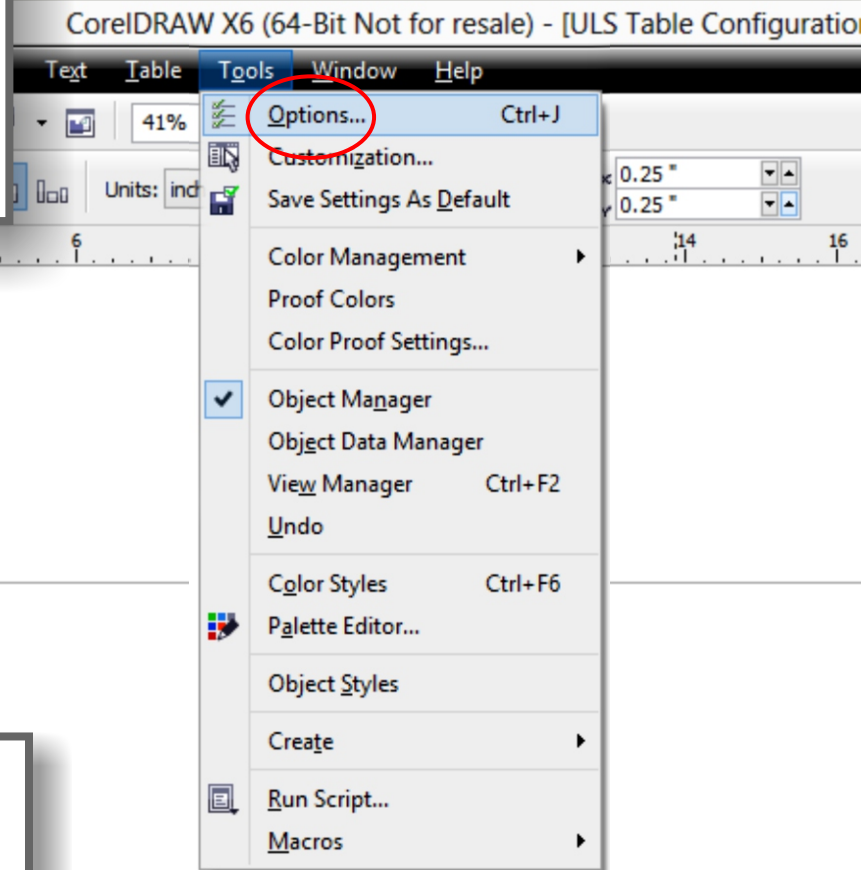 CorelDRAW X6 (64-Bit Not for resale) - [ULS Table Configuration
Text Table Tools Window Help
41%
Options... Ctrl+J
Customization...
Units: 0.25 "
Save Settings As Default 0.25 "
6 14 16
Color Management
Proof Colors
Color Proof Settings...
Object Manager
Object Data Manager
View Manager Ctrl+F2
Undo
Color Styles Ctrl+F6
Palette Editor...
Object Styles
Create
Run Script...
Macros